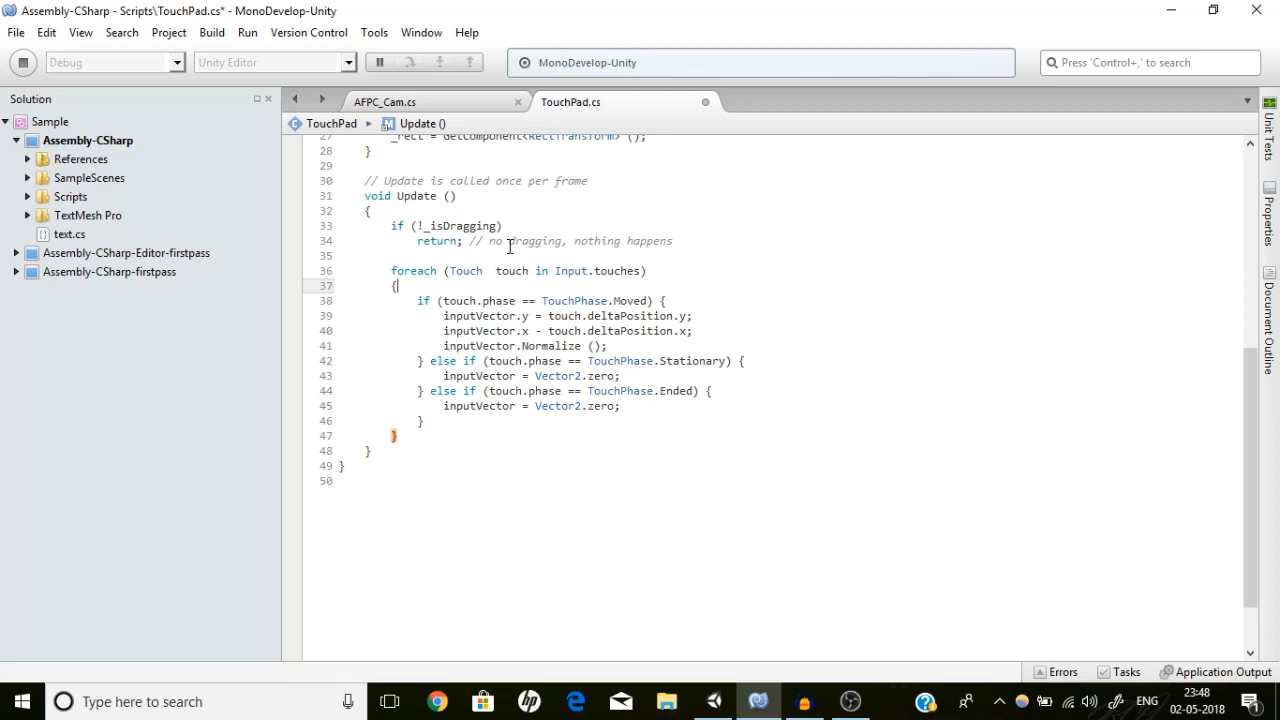 Assembly-CSharp - Scripts\TouchPad.cs* - MonoDevelop-Unity
File Edit View Search Project Build Run Version Control Tools Window Help
Debug Unity Editor MonoDevelop-Unity Press 'Control+,' to search
Solution
AFPC_Cam.cs TouchPad.cs
TouchPad Update ()
Sample
Assembly-CSharp
References
SampleScenes
Scripts
TextMesh Pro
text.cs
Assembly-CSharp-Editor-firstpass
Assembly-CSharp-firstpass
27 _rect = GetComponent<RectTransform> ();
28 }
29
30 // Update is called once per frame
31 void Update ()
32 {
33 if (!_isDragging)
34 return; // no dragging, nothing happens
35
36 foreach (Touch  touch in Input.touches)
37 {
38 if (touch.phase == TouchPhase.Moved) {
39 inputVector.y = touch.deltaPosition.y;
40 inputVector.x - touch.deltaPosition.x;
41 inputVector.Normalize ();
42 } else if (touch.phase == TouchPhase.Stationary) {
43 inputVector = Vector2.zero;
44 } else if (touch.phase == TouchPhase.Ended) {
45 inputVector = Vector2.zero;
46 }
47 }
48 }
49 }
50
Unit Tests
Properties
Document Outline
Errors Tasks Application Output
Type here to search
ENG
23:48
02-05-2018
1